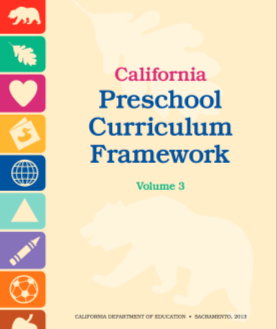 California
Preschool
Curriculum
Framework
Volume 3
CALIFORNIA DEPARTMENT OF EDUCATION • SACRAMENTO, 2013